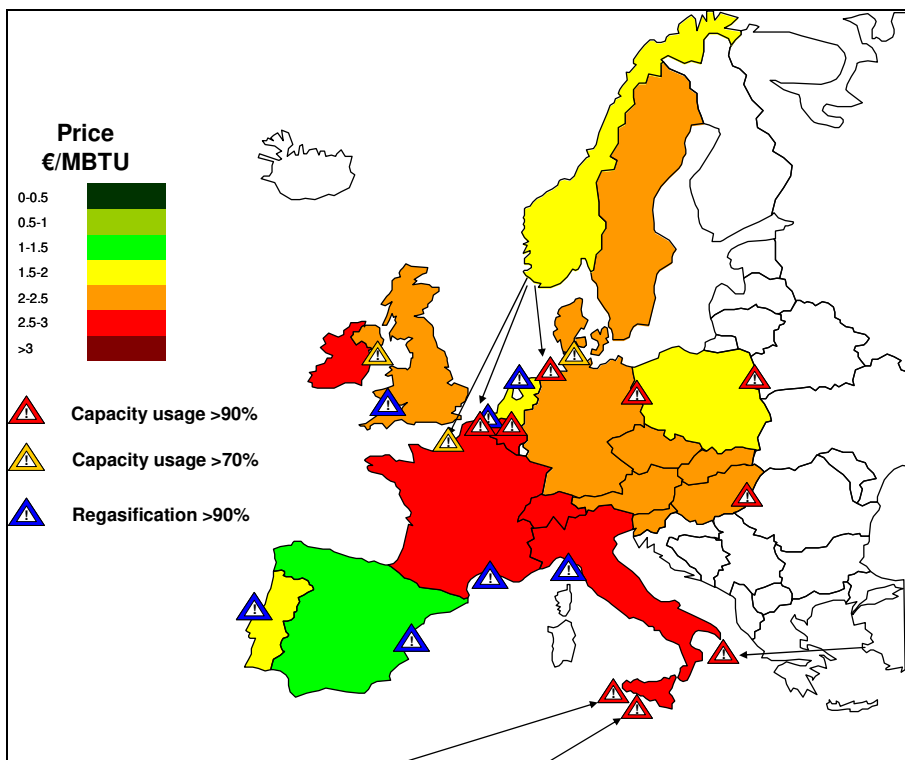 Price
€/MBTU
0-0.5
0.5-1
1-1.5
1.5-2
2-2.5
2.5-3
>3
Capacity usage >90%
Capacity usage >70%
Regasification >90%